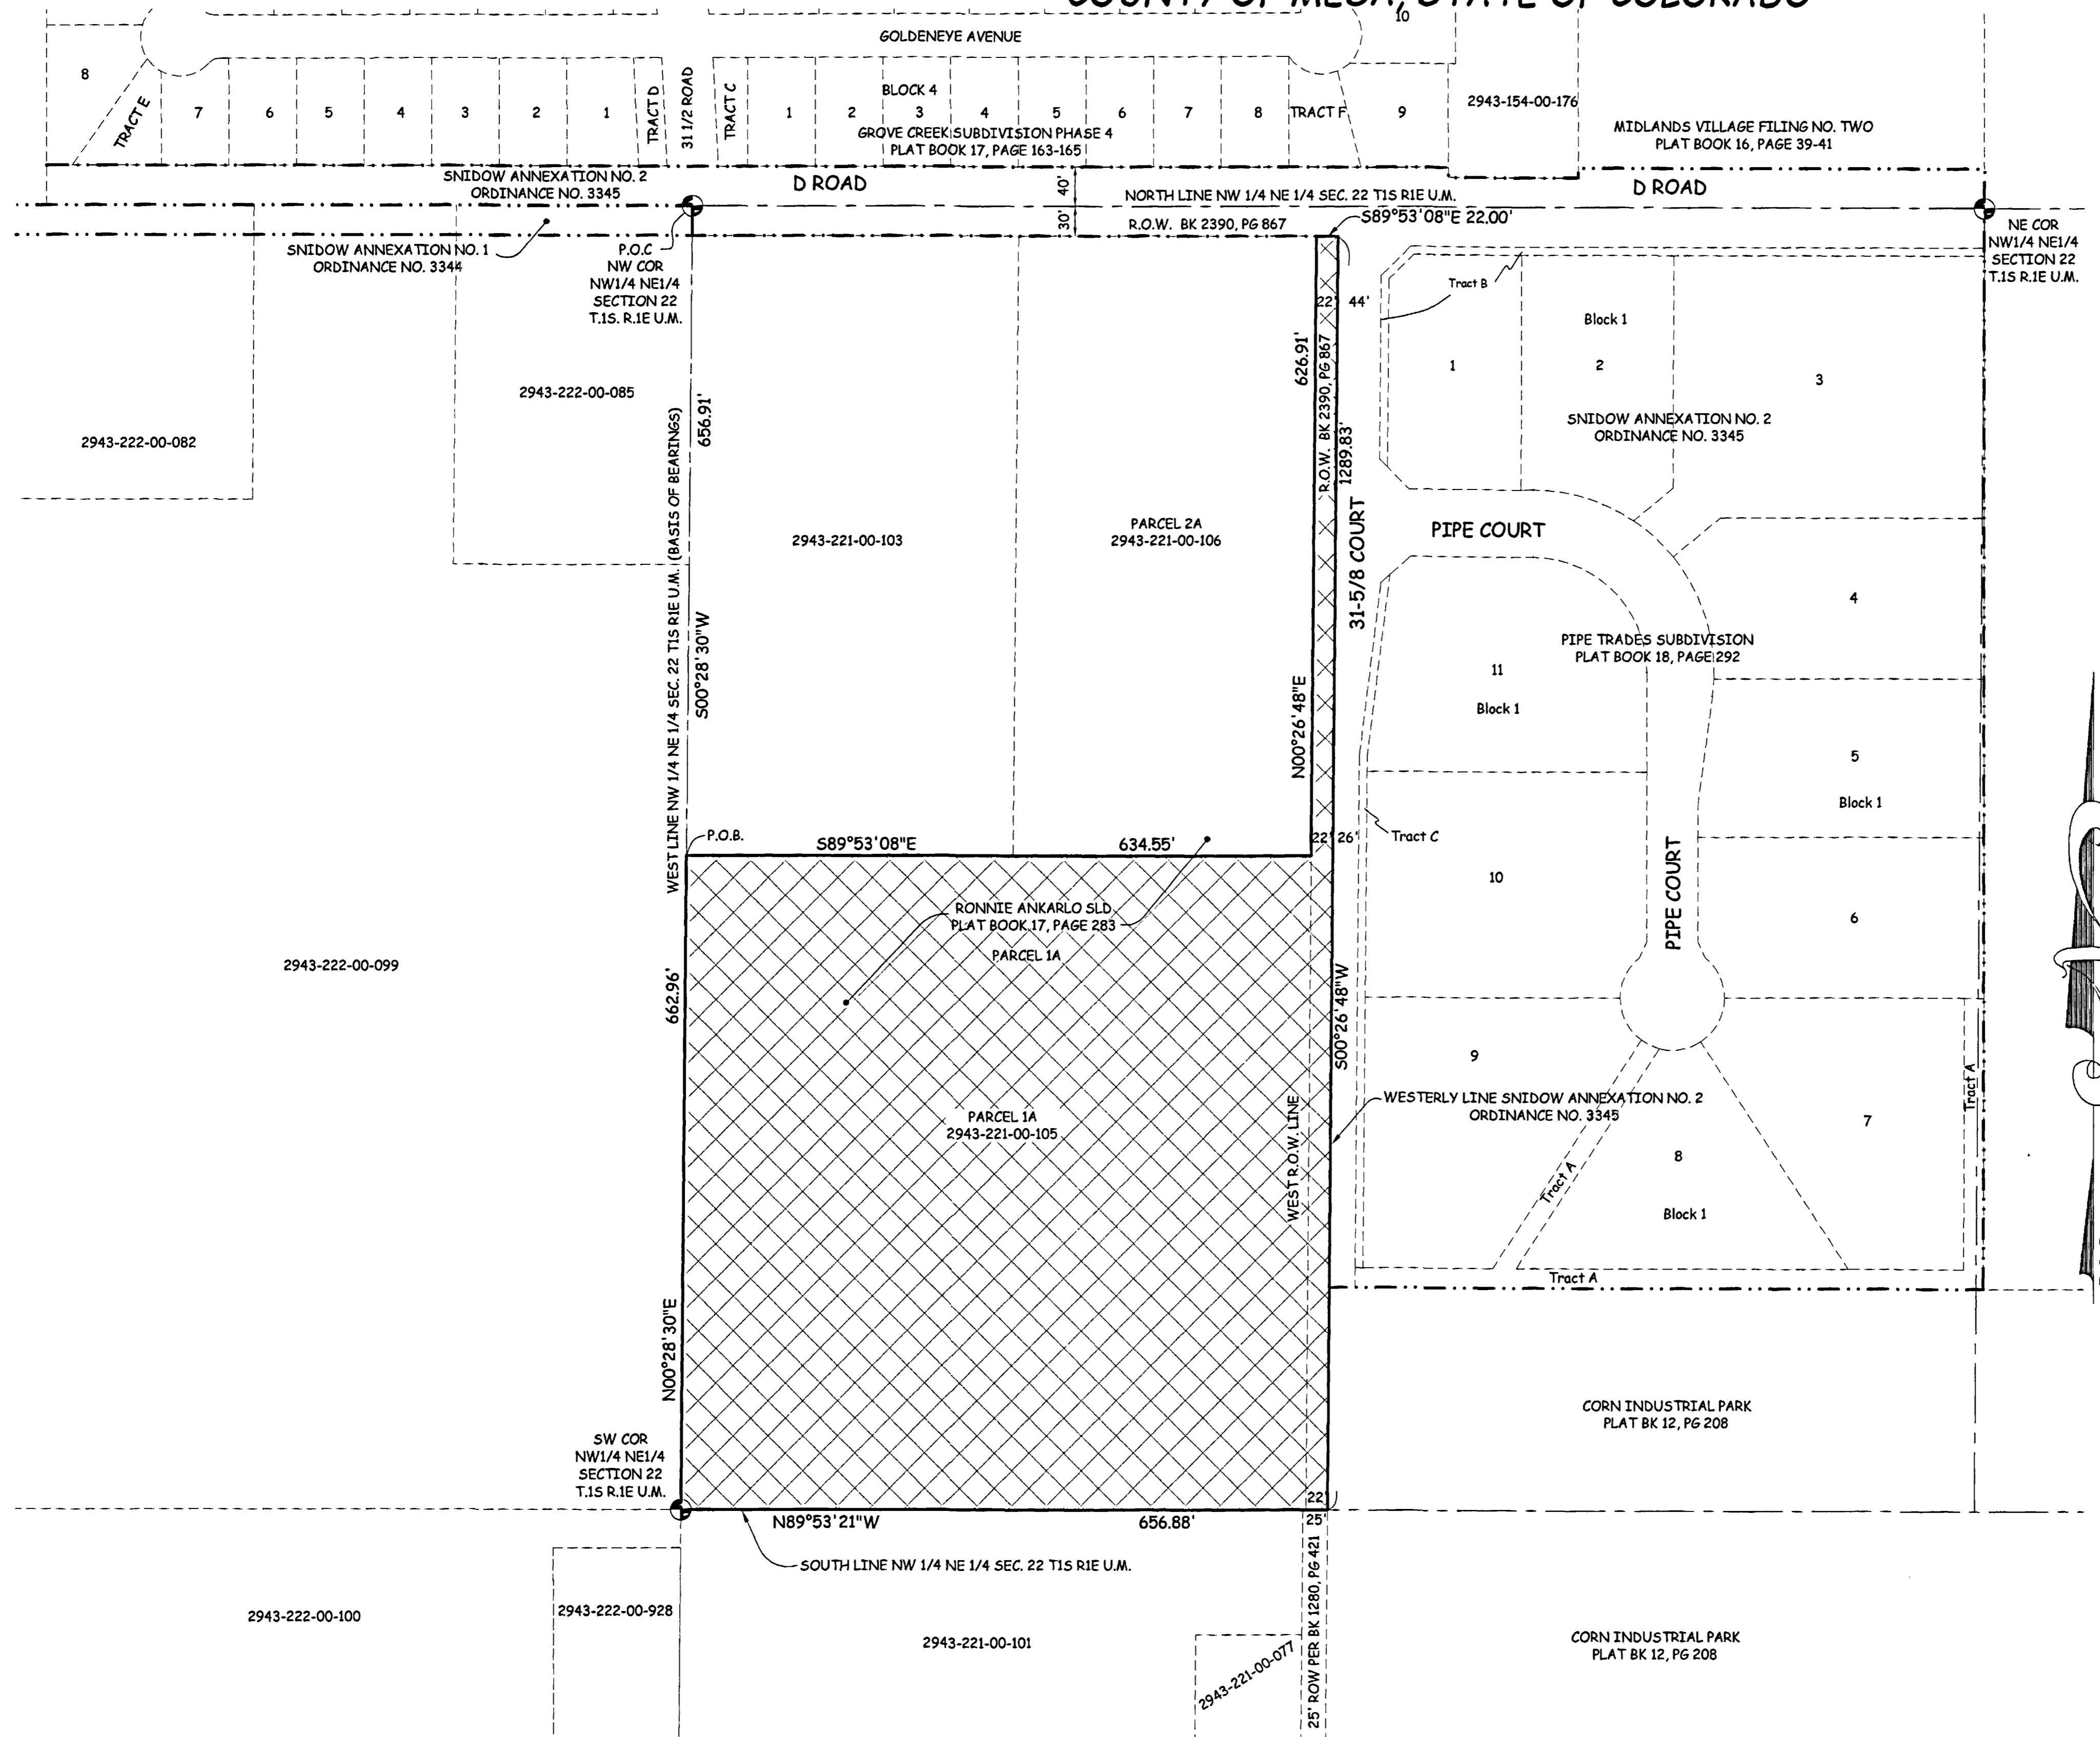 COUNTY OF MESA, STATE OF COLORADO
10
GOLDENEYE AVENUE
8
TRACT E
7
6
5
4
3
2
1
TRACT D
31 1/2 ROAD
TRACT C
BLOCK 4
1
2
3
4
5
6
7
8
TRACT F
9
2943-154-00-176
GROVE CREEK SUBDIVISION PHASE 4
PLAT BOOK 17, PAGE 163-165
MIDLANDS VILLAGE FILING NO. TWO
PLAT BOOK 16, PAGE 39-41
SNIDOW ANNEXATION NO. 2
ORDINANCE NO. 3345
D ROAD
40'
30'
NORTH LINE NW 1/4 NE 1/4 SEC. 22 T1S R1E U.M.
D ROAD
R.O.W. BK 2390, PG 867
S89°53'08"E 22.00'
SNIDOW ANNEXATION NO. 1
ORDINANCE NO. 3344
P.O.C
NW COR
NW1/4 NE1/4
SECTION 22
T.1S. R.1E U.M.
NE COR
NW1/4 NE1/4
SECTION 22
T.1S R.1E U.M.
22'
44'
Tract B
Block 1
1
2
3
626.91'
R.O.W. BK 2390, PG 867
1289.83'
2943-222-00-085
2943-222-00-082
656.91'
WEST LINE NW 1/4 NE 1/4 SEC. 22 T1S R1E U.M. (BASIS OF BEARINGS)
S00°28'30"W
SNIDOW ANNEXATION NO. 2
ORDINANCE NO. 3345
2943-221-00-103
PARCEL 2A
2943-221-00-106
31-5/8 COURT
PIPE COURT
4
PIPE TRADES SUBDIVISION
PLAT BOOK 18, PAGE 292
11
Block 1
N00°26'48"E
5
Block 1
P.O.B.
S89°53'08"E
634.55'
22'
26'
Tract C
10
PIPE COURT
6
RONNIE ANKARLO SLD
PLAT BOOK 17, PAGE 283
PARCEL 1A
2943-222-00-099
662.96'
S00°26'48"W
9
WESTERLY LINE SNIDOW ANNEXATION NO. 2
ORDINANCE NO. 3345
Tract A
7
PARCEL 1A
2943-221-00-105
WEST R.O.W. LINE
8
Tract A
Block 1
Tract A
N00°28'30"E
CORN INDUSTRIAL PARK
PLAT BK 12, PG 208
SW COR
NW1/4 NE1/4
SECTION 22
T.1S R.1E U.M.
22'
N89°53'21"W
656.88'
25'
SOUTH LINE NW 1/4 NE 1/4 SEC. 22 T1S R1E U.M.
25' ROW PER BK 1280, PG 421
2943-222-00-100
2943-222-00-928
2943-221-00-101
2943-221-00-077
CORN INDUSTRIAL PARK
PLAT BK 12, PG 208